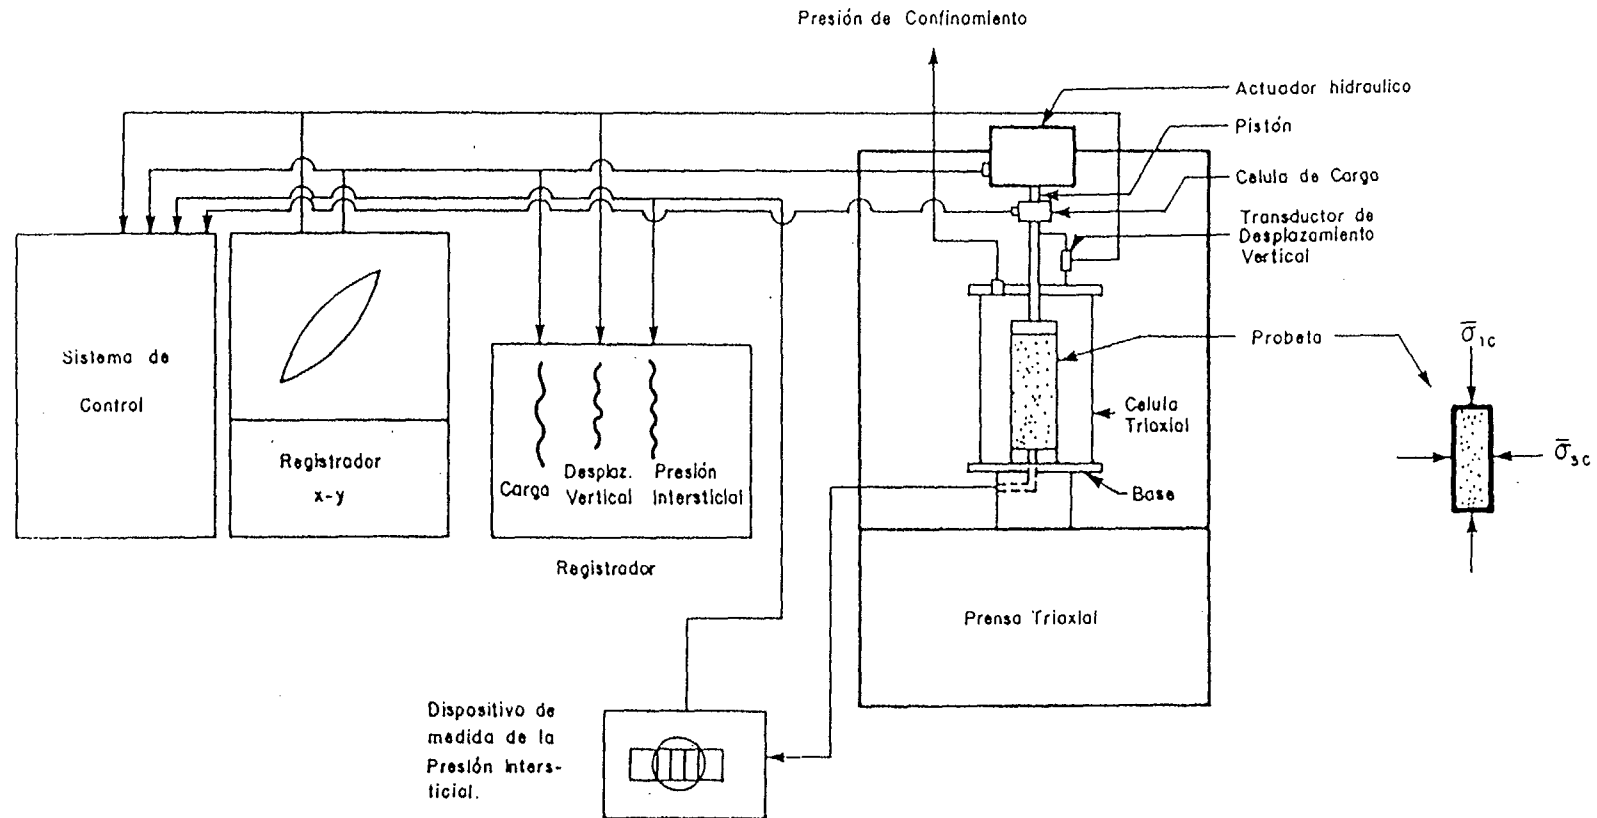 Presión de Confinamiento
Actuador hidraulico
Pistón
Celula de Carga
Transductor de
Desplazamiento
Vertical
Sistema de
Control
Registrador
x-y
Carga
Desplaz.
Vertical
Presión
Intersticial
Registrador
Probeta
Celula
Triaxial
Base
Prensa Triaxial
σ̅1C
σ̅3C
Dispositivo de
medida de la
Presión Inters-
ticial.